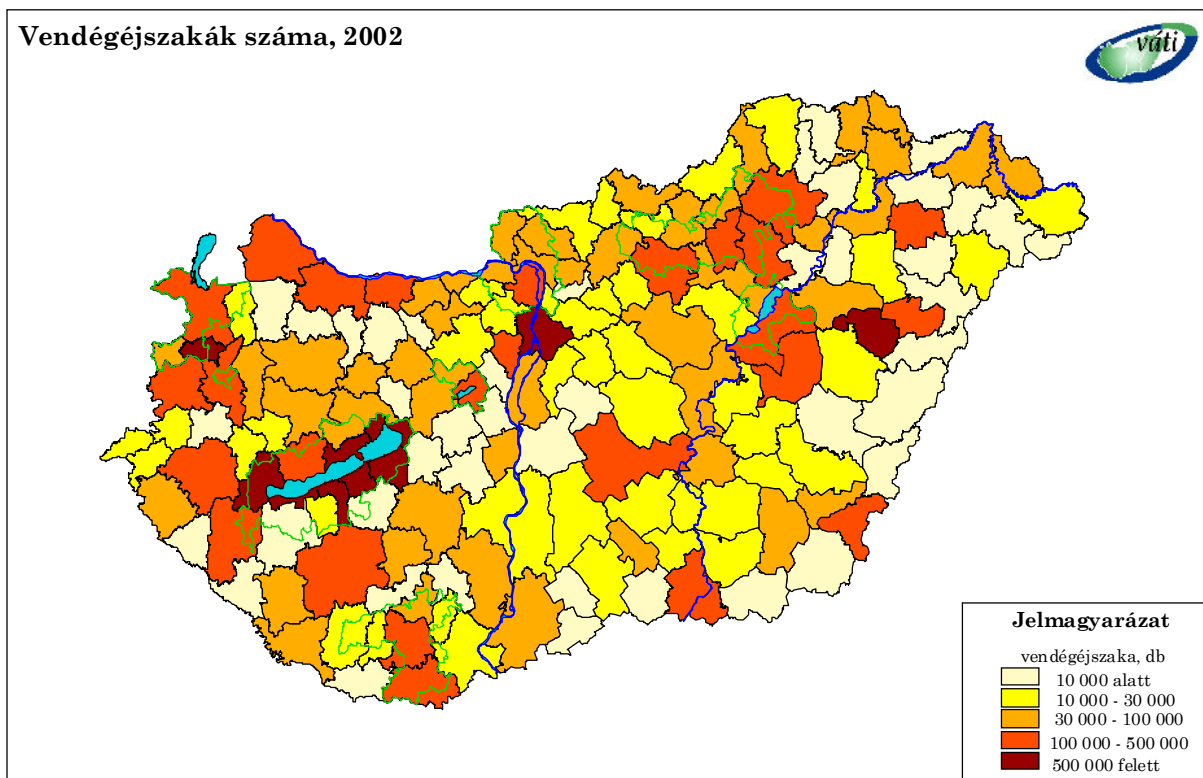 Vendégéjszakák száma, 2002
váti
Jelmagyarázat
vendégéjszaka, db
10 000 alatt
10 000 - 30 000
30 000 - 100 000
100 000 - 500 000
500 000 felett